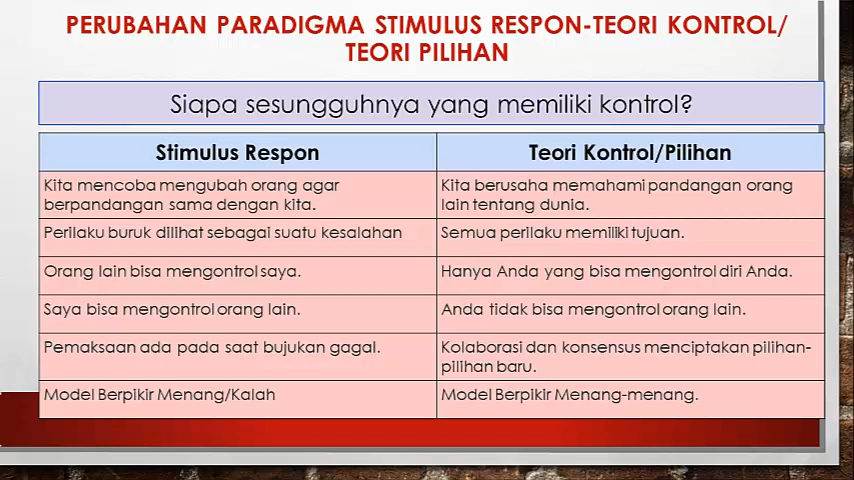 PERUBAHAN PARADIGMA STIMULUS RESPON-TEORI KONTROL/
TEORI PILIHAN
Siapa sesungguhnya yang memiliki kontrol?
Stimulus Respon
Teori Kontrol/Pilihan
Kita mencoba mengubah orang agar
berpandangan sama dengan kita.
Kita berusaha memahami pandangan orang
lain tentang dunia.
Perilaku buruk dilihat sebagai suatu kesalahan
Semua perilaku memiliki tujuan.
Orang lain bisa mengontrol saya.
Hanya Anda yang bisa mengontrol diri Anda.
Saya bisa mengontrol orang lain.
Anda tidak bisa mengontrol orang lain.
Pemaksaan ada pada saat bujukan gagal.
Kolaborasi dan konsensus menciptakan pilihan-
pilihan baru.
Model Berpikir Menang/Kalah
Model Berpikir Menang-menang.